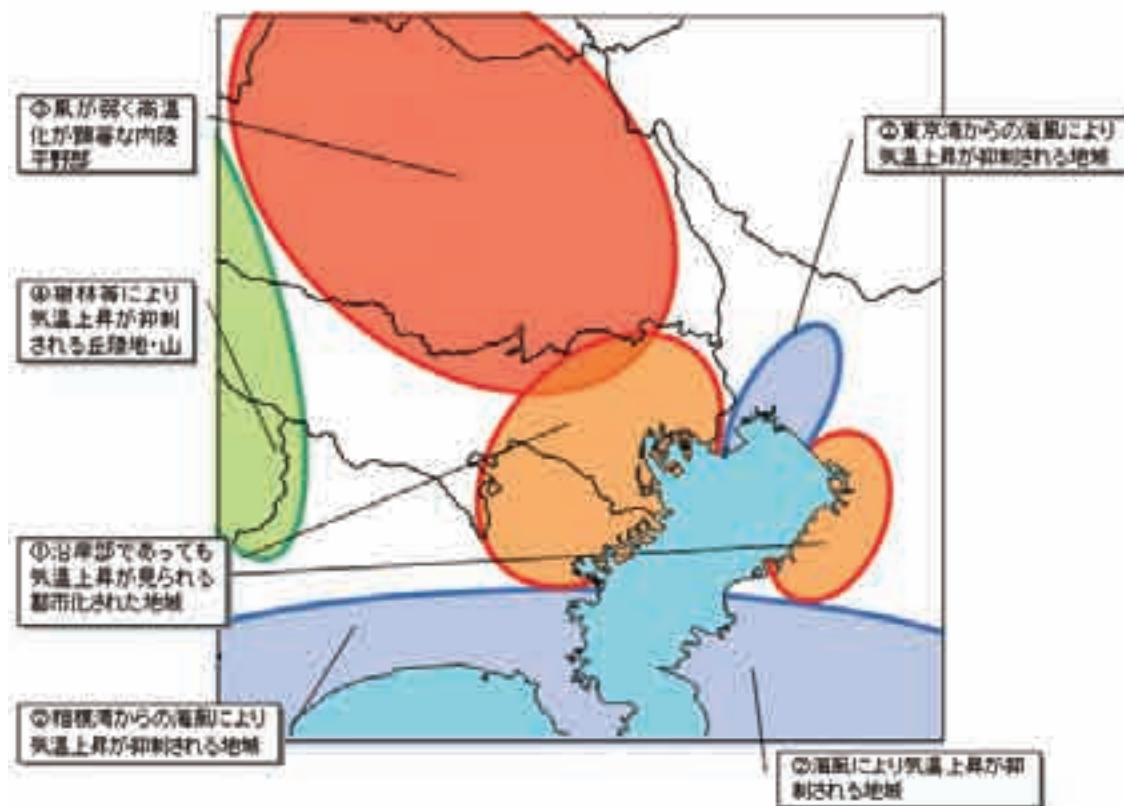 ③風が弱く高温
化が顕著な内陸
平野部
②東京湾からの海風により
気温上昇が抑制される地域
④樹林等により
気温上昇が抑制
される丘陵地・山
①沿岸部であっても
気温上昇が見られる
都市化された地域
②相模湾からの海風により
気温上昇が抑制される地域
②海風により気温上昇が抑
制される地域